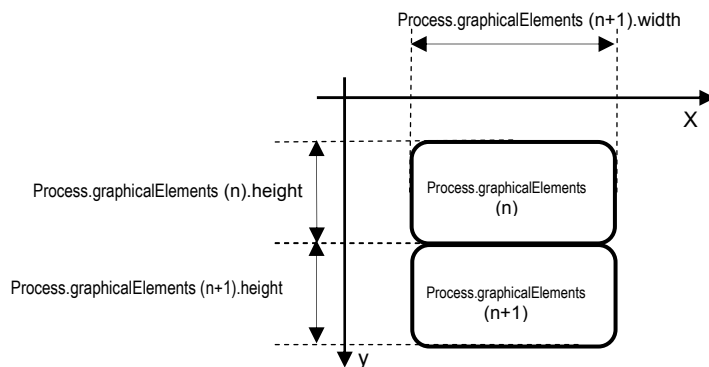 Process.graphicalElements (n+1).width
X
Process.graphicalElements (n).height
Process.graphicalElements
(n)
Process.graphicalElements (n+1).height
Process.graphicalElements
(n+1)
y